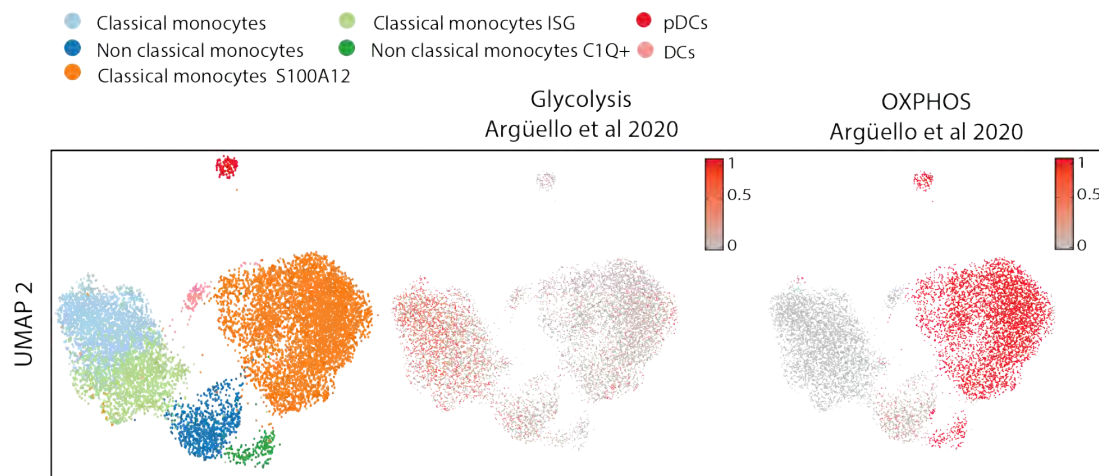 Classical monocytes
Classical monocytes ISG
pDCs
Non classical monocytes
Non classical monocytes C1Q+
DCs
Classical monocytes S100A12
Glycolysis
Argüello et al 2020
OXPHOS
Argüello et al 2020
1
0.5
0
1
0.5
0
UMAP 2